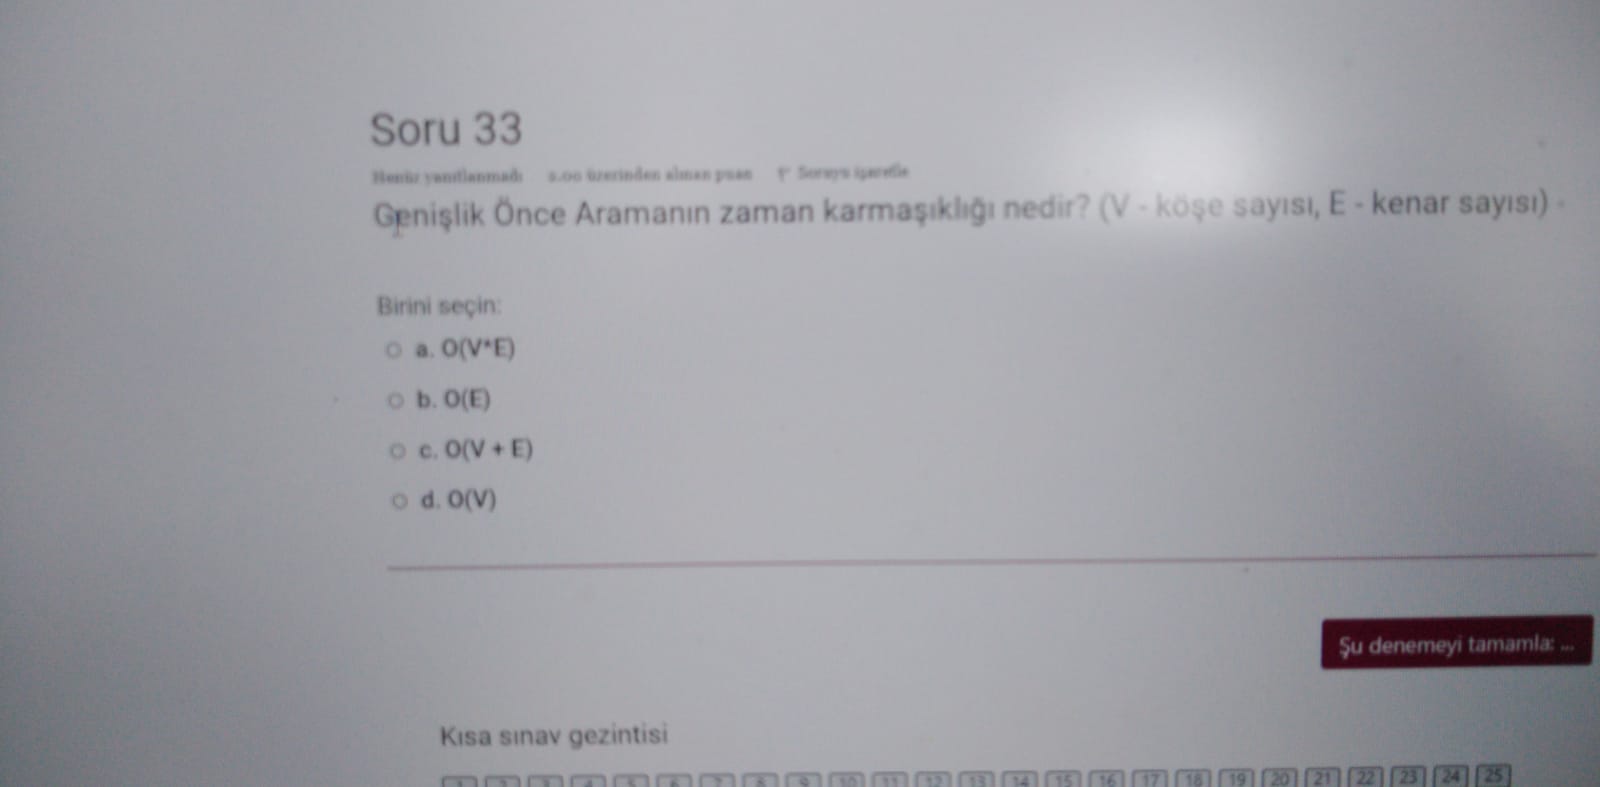 Soru 33
Henüz yanıtlanmadı 2.00 üzerinden alınan puan Soruyu işaretle
Genişlik Önce Aramanın zaman karmaşıklığı nedir? (V - köşe sayısı, E - kenar sayısı) -
Birini seçin:
a. O(V*E)
b. O(E)
c. O(V + E)
d. O(V)
Şu denemeyi tamamla: ...
Kısa sınav gezintisi
1 2 3 4 5 6 7 8 9 10 11 12 13 14 15 16 17 18 19 20 21 22 23 24 25